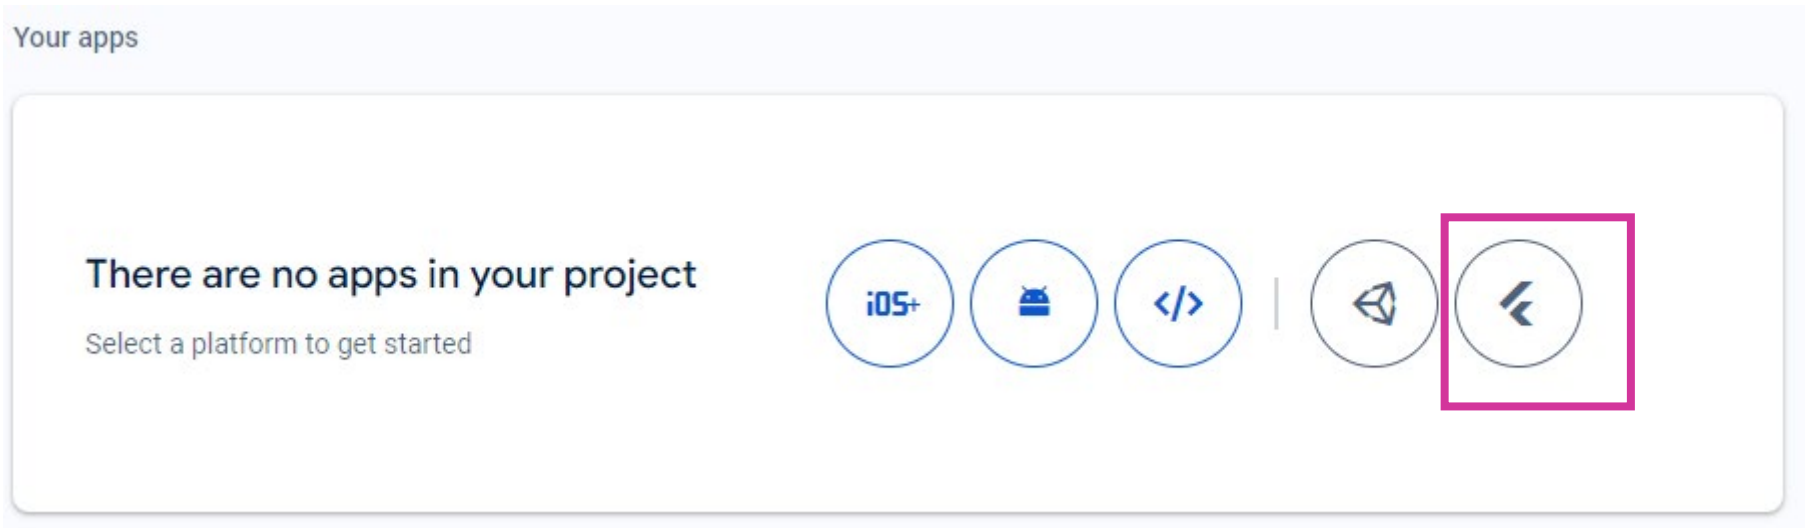 Your apps
There are no apps in your project
Select a platform to get started
iOS+
</>